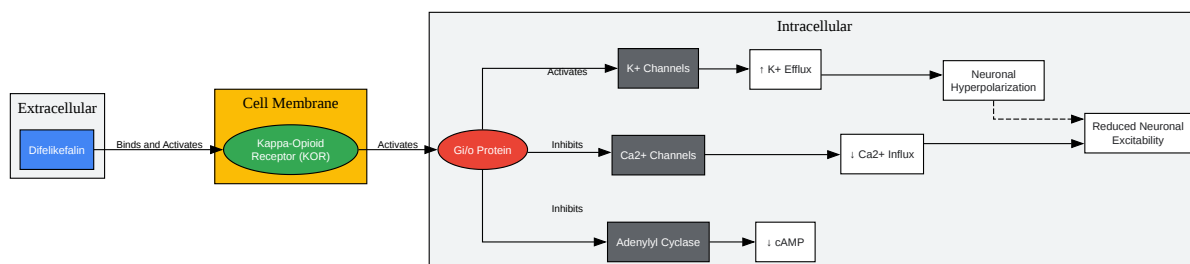 Intracellular
Extracellular
Difelikefalin
Binds and Activates
Cell Membrane
Kappa-Opioid
Receptor (KOR)
Activates
Gi/o Protein
Activates
K+ Channels
↑ K+ Efflux
Neuronal
Hyperpolarization
Inhibits
Ca2+ Channels
↓ Ca2+ Influx
Reduced Neuronal
Excitability
Inhibits
Adenylyl Cyclase
↓ cAMP